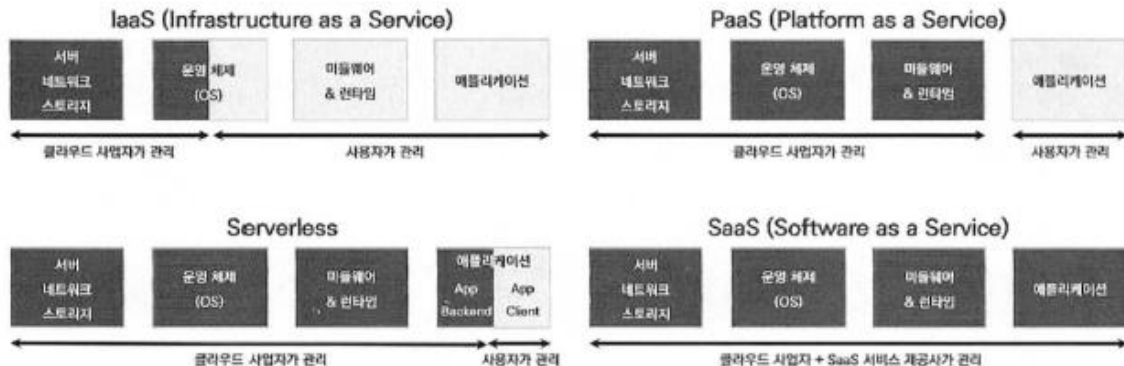 IaaS (Infrastructure as a Service)
서버
네트워크
스토리지
운영 체제
(OS)
미들웨어
& 런타임
애플리케이션
클라우드 사업자가 관리
사용자가 관리
PaaS (Platform as a Service)
서버
네트워크
스토리지
운영 체제
(OS)
미들웨어
& 런타임
애플리케이션
클라우드 사업자가 관리
사용자가 관리
Serverless
서버
네트워크
스토리지
운영 체제
(OS)
미들웨어
& 런타임
애플리케이션
App
Backend
App
Client
클라우드 사업자가 관리
사용자가 관리
SaaS (Software as a Service)
서버
네트워크
스토리지
운영 체제
(OS)
미들웨어
& 런타임
애플리케이션
클라우드 사업자 + SaaS 서비스 제공사가 관리